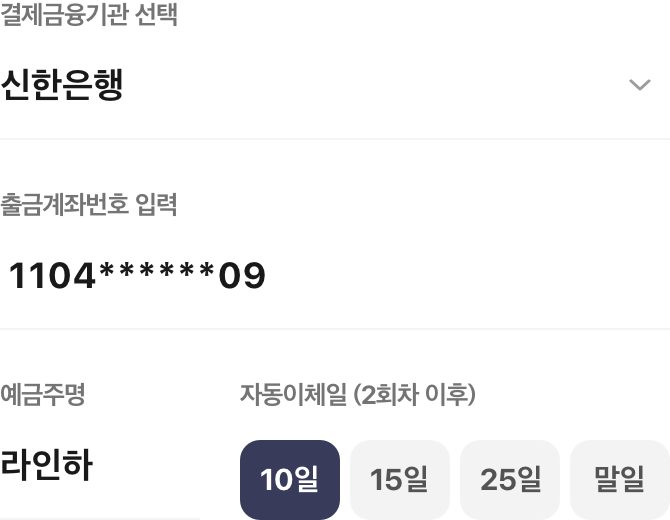 결제금융기관 선택
신한은행
출금계좌번호 입력
1104******09
예금주명
라인하
자동이체일 (2회차 이후)
10일 15일 25일 말일